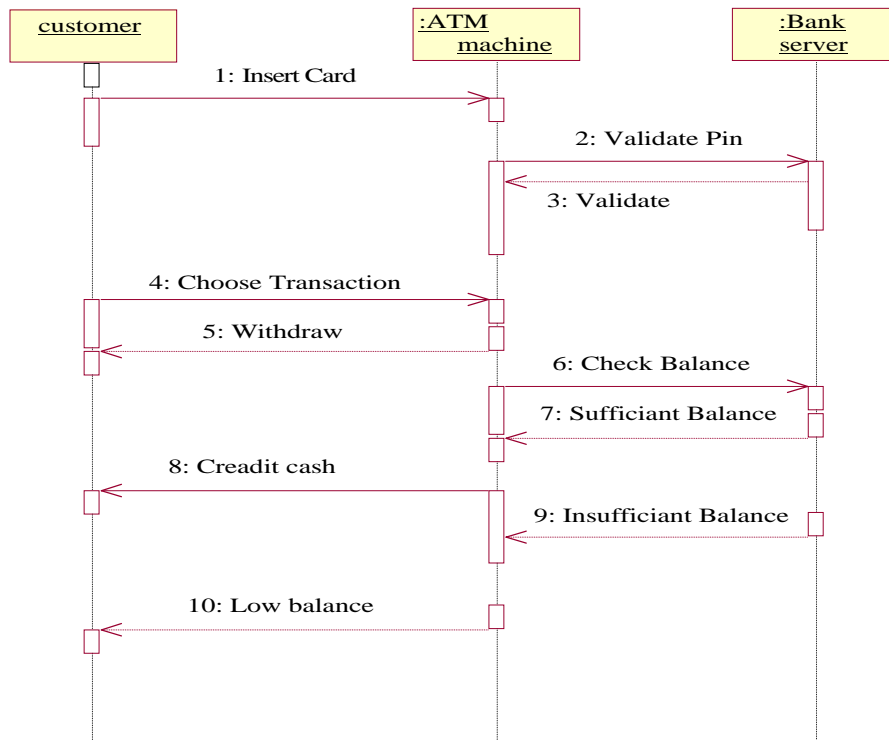 customer
:ATM
machine
:Bank
server
1: Insert Card
2: Validate Pin
3: Validate
4: Choose Transaction
5: Withdraw
6: Check Balance
7: Sufficiant Balance
8: Creadit cash
9: Insufficiant Balance
10: Low balance